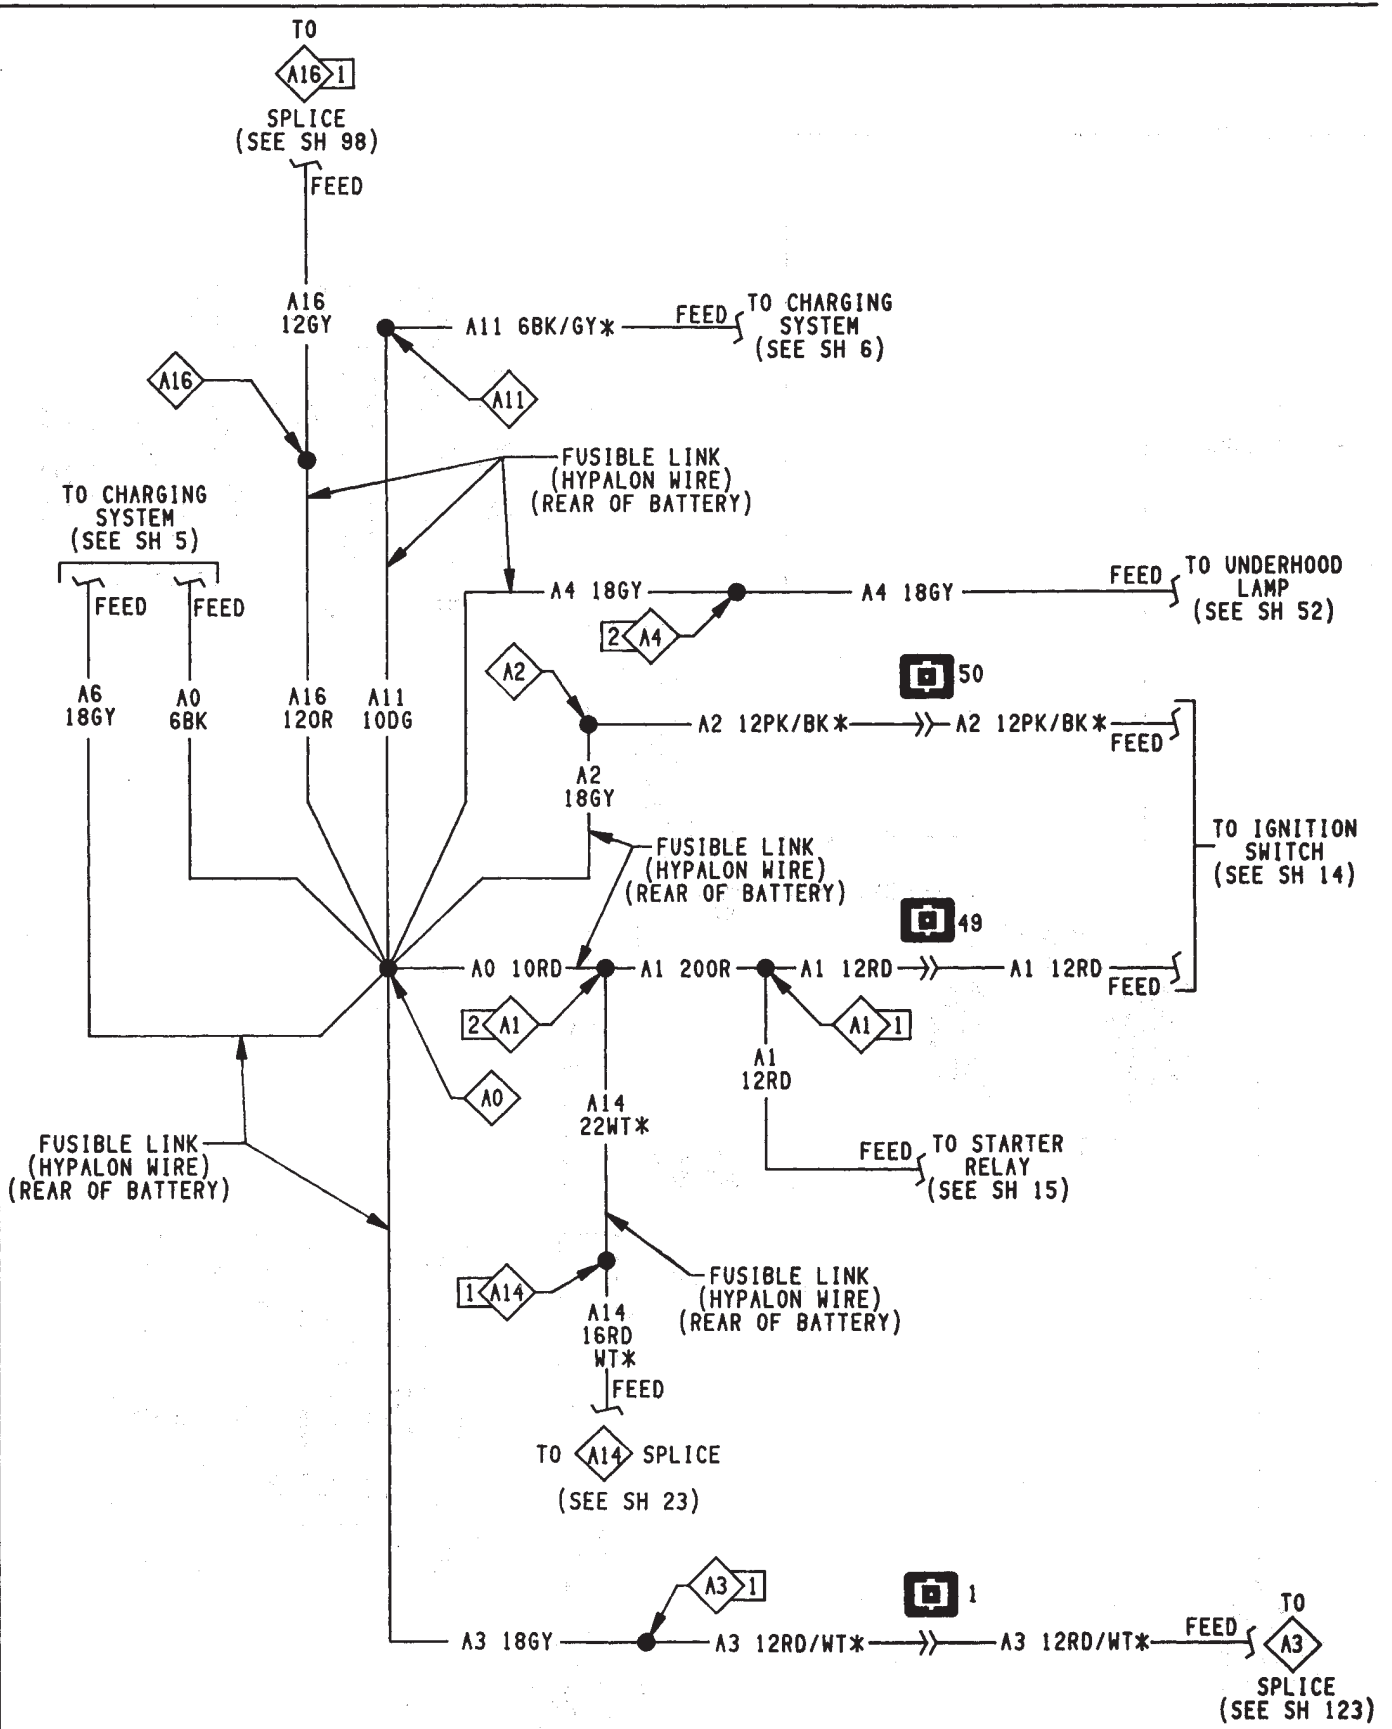 TO
A16 1
SPLICE
(SEE SH 98)
FEED
A16
12GY
A11 6BK/GY*
FEED
TO CHARGING
SYSTEM
(SEE SH 6)
A16
A11
FUSIBLE LINK
(HYPALON WIRE)
(REAR OF BATTERY)
TO CHARGING
SYSTEM
(SEE SH 5)
FEED
FEED
A4 18GY
A4 18GY
FEED
TO UNDERHOOD
LAMP
(SEE SH 52)
2 A4
A2
50
A6
18GY
A0
6BK
A16
12OR
A11
10DG
A2 12PK/BK*
A2 12PK/BK*
FEED
A2
18GY
FUSIBLE LINK
(HYPALON WIRE)
(REAR OF BATTERY)
TO IGNITION
SWITCH
(SEE SH 14)
49
A0 10RD
A1 20OR
A1 12RD
A1 12RD
FEED
2 A1
A1 1
A0
A1
12RD
A14
22WT*
FUSIBLE LINK
(HYPALON WIRE)
(REAR OF BATTERY)
FEED
TO STARTER
RELAY
(SEE SH 15)
1 A14
FUSIBLE LINK
(HYPALON WIRE)
(REAR OF BATTERY)
A14
16RD
WT*
FEED
TO A14 SPLICE
(SEE SH 23)
A3 1
1
A3 18GY
A3 12RD/WT*
A3 12RD/WT*
FEED
TO
A3
SPLICE
(SEE SH 123)